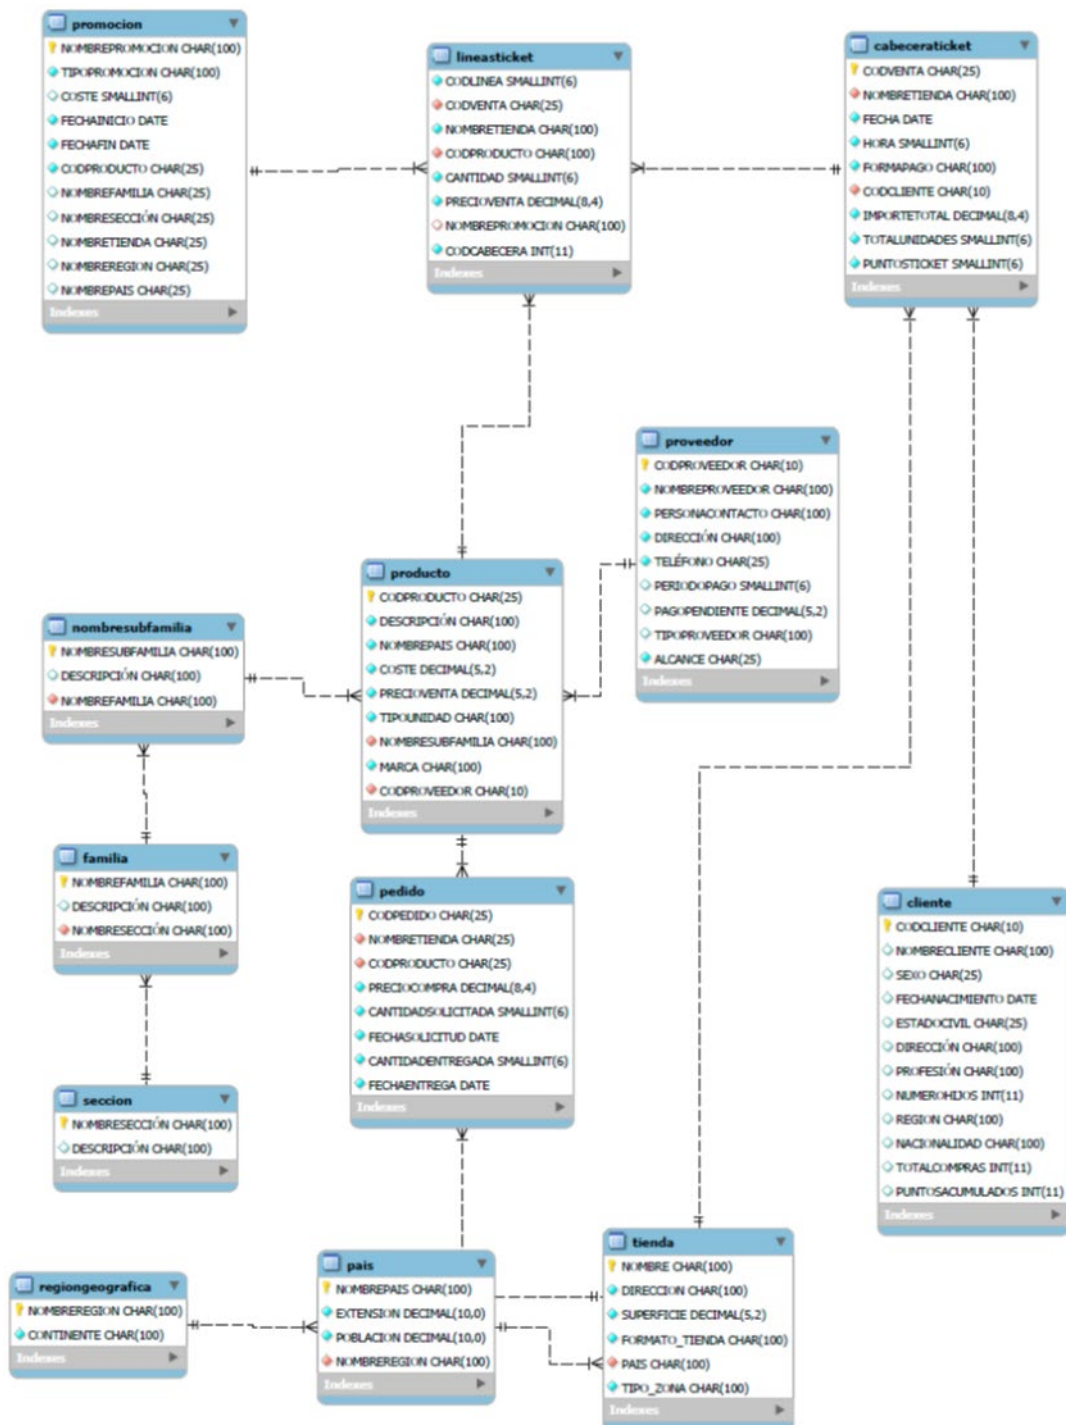 promocion
NOMBREPROMOCION CHAR(100)
TIPOPROMOCION CHAR(100)
COSTE SMALLINT(6)
FECHAINICIO DATE
FECHAFIN DATE
CODPRODUCTO CHAR(25)
NOMBREFAMILIA CHAR(25)
NOMBRESECCIÓN CHAR(25)
NOMBRETIENDA CHAR(25)
NOMBREREGION CHAR(25)
NOMBREPAIS CHAR(25)
Indexes
lineasticket
CODLINEA SMALLINT(6)
CODVENTA CHAR(25)
NOMBRETIENDA CHAR(100)
CODPRODUCTO CHAR(100)
CANTIDAD SMALLINT(6)
PRECIOVENTA DECIMAL(8,4)
NOMBREPROMOCION CHAR(100)
CODCABECERA INT(11)
Indexes
cabeceraticket
CODVENTA CHAR(25)
NOMBRETIENDA CHAR(100)
FECHA DATE
HORA SMALLINT(6)
FORMAPAGO CHAR(100)
CODCLIENTE CHAR(10)
IMPORTETOTAL DECIMAL(8,4)
TOTALUNIDADES SMALLINT(6)
PUNTOSTICKET SMALLINT(6)
Indexes
proveedor
CODPROVEEDOR CHAR(10)
NOMBREPROVEEDOR CHAR(100)
PERSONACONTACTO CHAR(100)
DIRECCIÓN CHAR(100)
TELÉFONO CHAR(25)
PERIODOPAGO SMALLINT(6)
PAGOPENDIENTE DECIMAL(5,2)
TIPOPROVEEDOR CHAR(100)
ALCANCE CHAR(25)
Indexes
producto
CODPRODUCTO CHAR(25)
DESCRIPCIÓN CHAR(100)
NOMBREPAIS CHAR(100)
COSTE DECIMAL(5,2)
PRECIOVENTA DECIMAL(5,2)
TIPOUNIDAD CHAR(100)
NOMBRESUBFAMILIA CHAR(100)
MARCA CHAR(100)
CODPROVEEDOR CHAR(10)
Indexes
nombresubfamilia
NOMBRESUBFAMILIA CHAR(100)
DESCRIPCIÓN CHAR(100)
NOMBREFAMILIA CHAR(100)
Indexes
familia
NOMBREFAMILIA CHAR(100)
DESCRIPCIÓN CHAR(100)
NOMBRESECCIÓN CHAR(100)
Indexes
pedido
CODPEDIDO CHAR(25)
NOMBRETIENDA CHAR(25)
CODPRODUCTO CHAR(25)
PRECIOCOMPRA DECIMAL(8,4)
CANTIDADSOLICITADA SMALLINT(6)
FECHASOLICITUD DATE
CANTIDADENTREGADA SMALLINT(6)
FECHAENTREGA DATE
Indexes
cliente
CODCLIENTE CHAR(10)
NOMBRECLIENTE CHAR(100)
SEXO CHAR(25)
FECHANACIMIENTO DATE
ESTADOCIVIL CHAR(25)
DIRECCIÓN CHAR(100)
PROFESIÓN CHAR(100)
NUMEROHIJOS INT(11)
REGION CHAR(100)
NACIONALIDAD CHAR(100)
TOTALCOMPRAS INT(11)
PUNTOSACUMULADOS INT(11)
Indexes
seccion
NOMBRESECCIÓN CHAR(100)
DESCRIPCIÓN CHAR(100)
Indexes
regiongeografica
NOMBREREGION CHAR(100)
CONTINENTE CHAR(100)
Indexes
pais
NOMBREPAIS CHAR(100)
EXTENSION DECIMAL(10,0)
POBLACION DECIMAL(10,0)
NOMBREREGION CHAR(100)
Indexes
tienda
NOMBRE CHAR(100)
DIRECCION CHAR(100)
SUPERFICIE DECIMAL(5,2)
FORMATO_TIENDA CHAR(100)
PAIS CHAR(100)
TIPO_ZONA CHAR(100)
Indexes